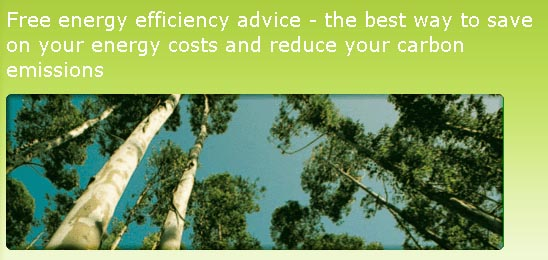 Free energy efficiency advice - the best way to save
on your energy costs and reduce your carbon
emissions